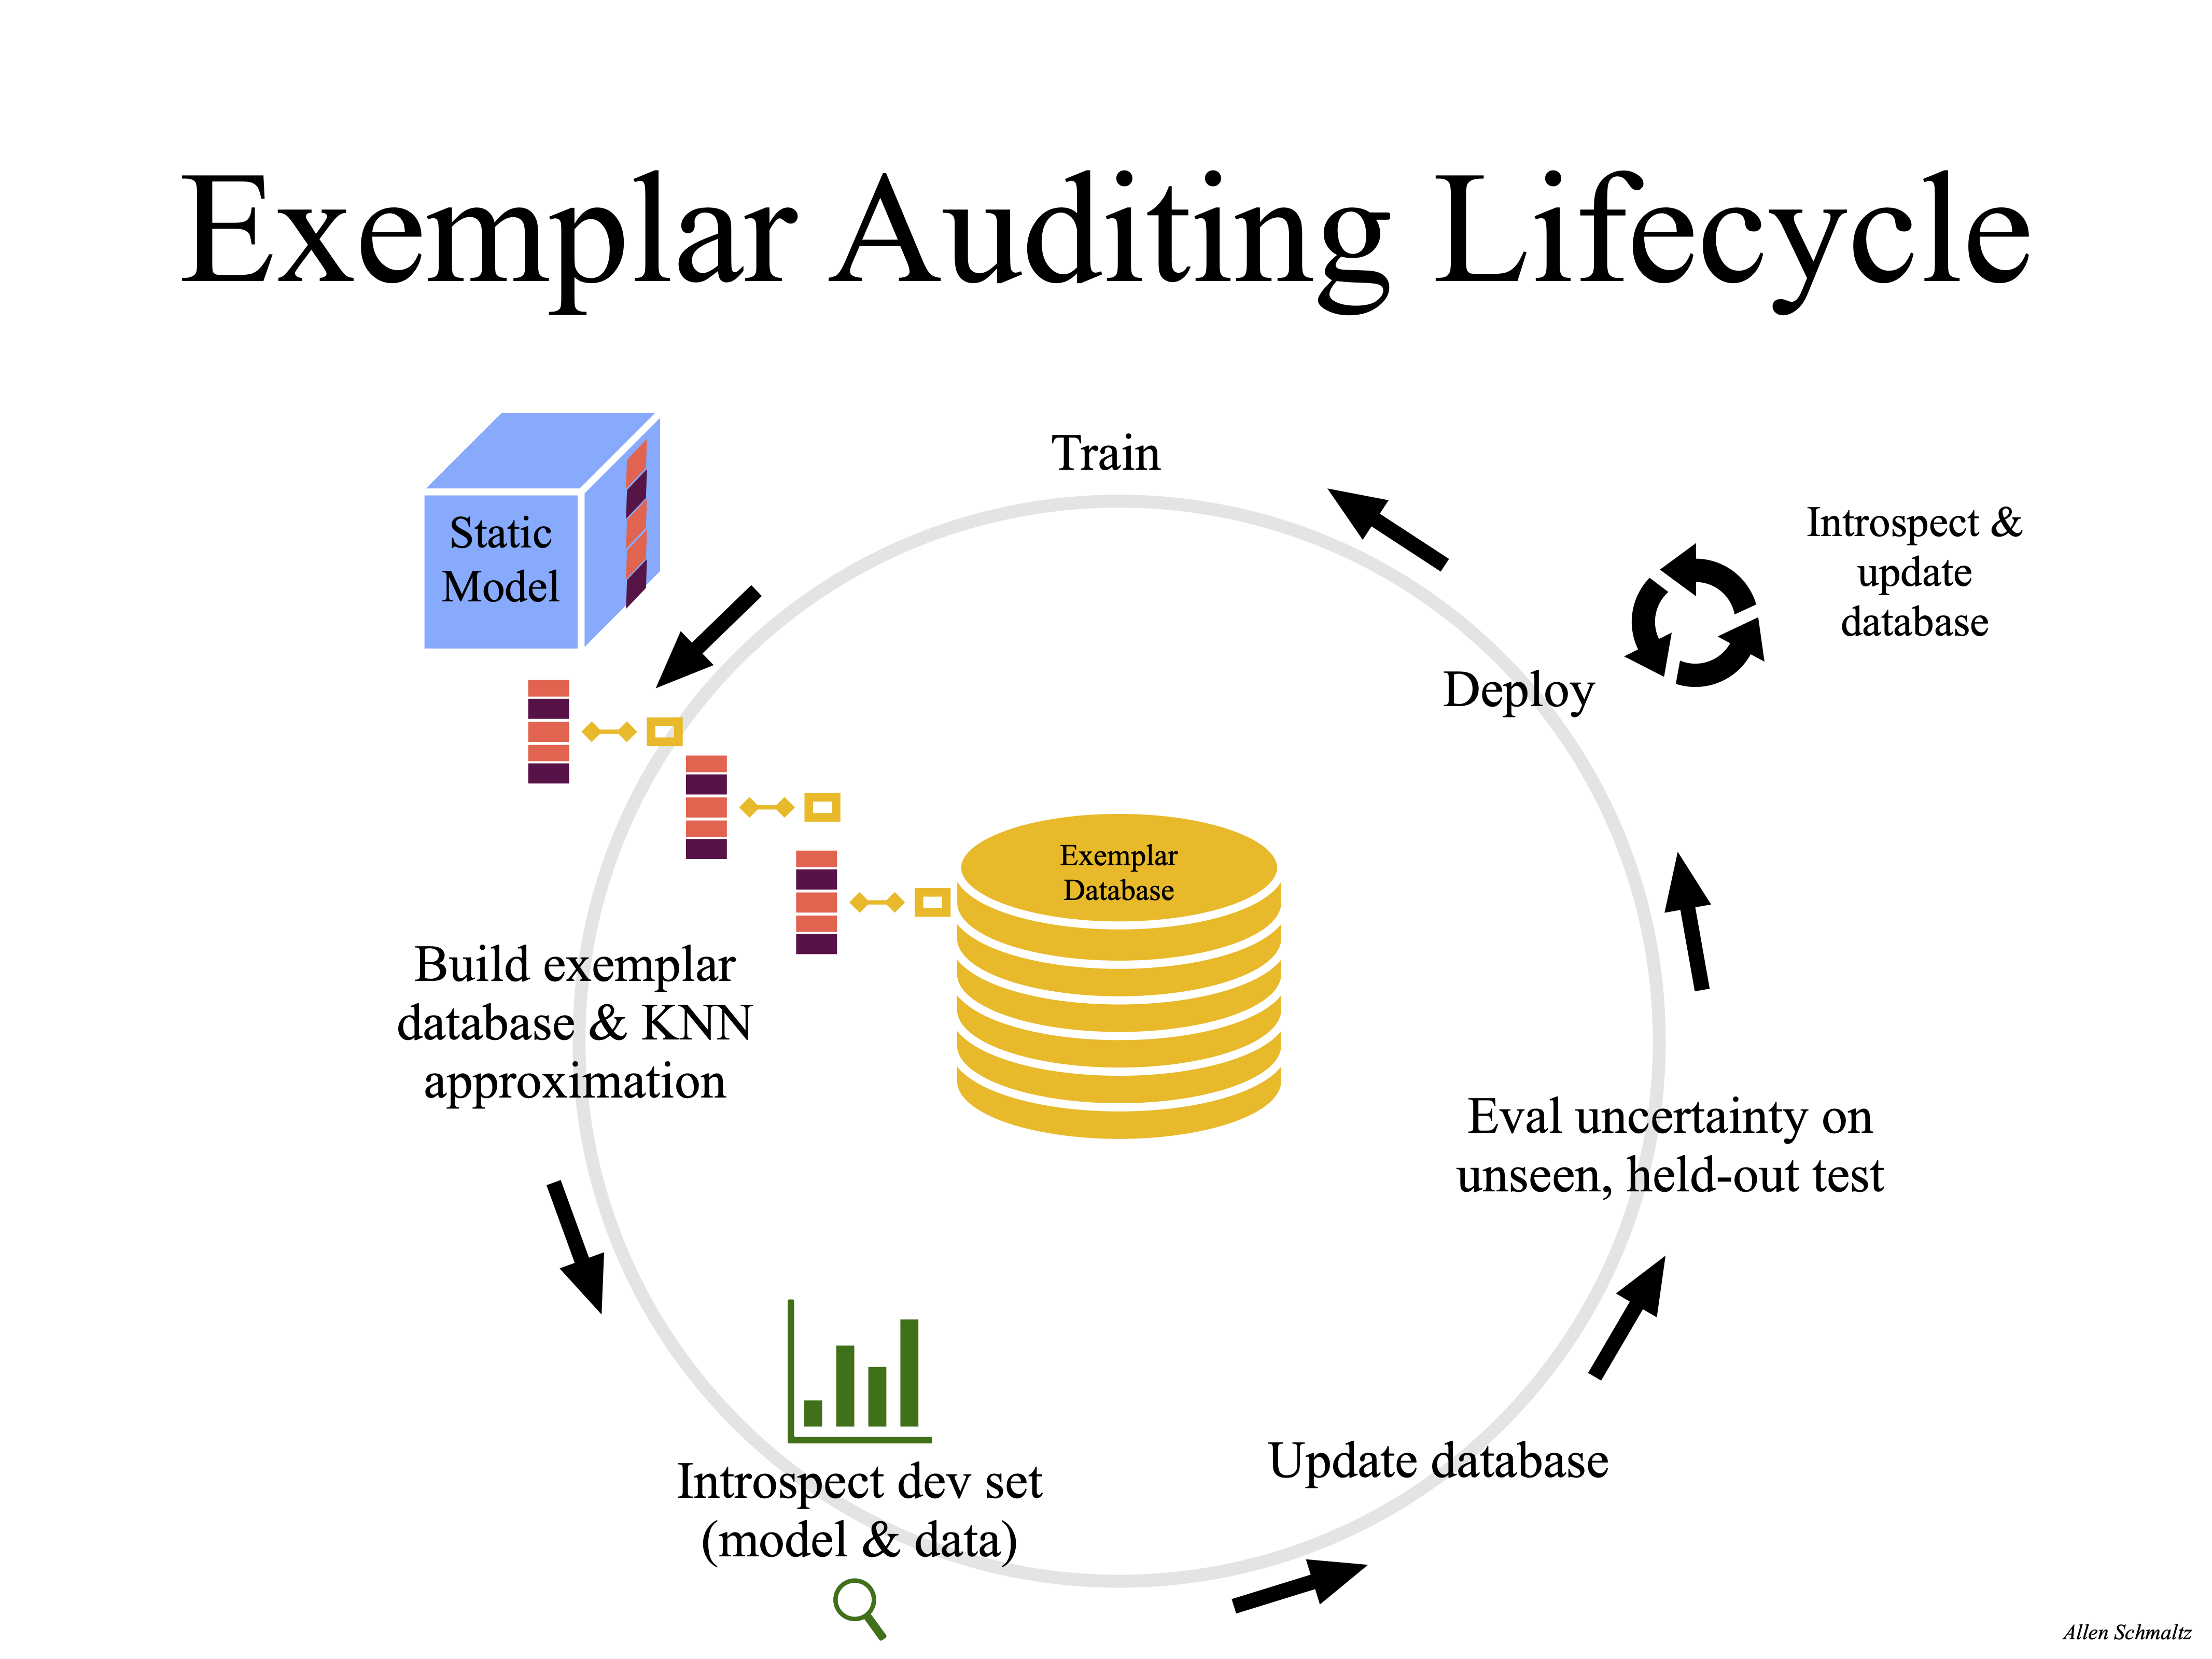 Exemplar Auditing Lifecycle
Train
Static
Model
Introspect &
update
database
Deploy
Exemplar
Database
Build exemplar
database & KNN
approximation
Eval uncertainty on
unseen, held-out test
Update database
Introspect dev set
(model & data)
Allen Schmaltz